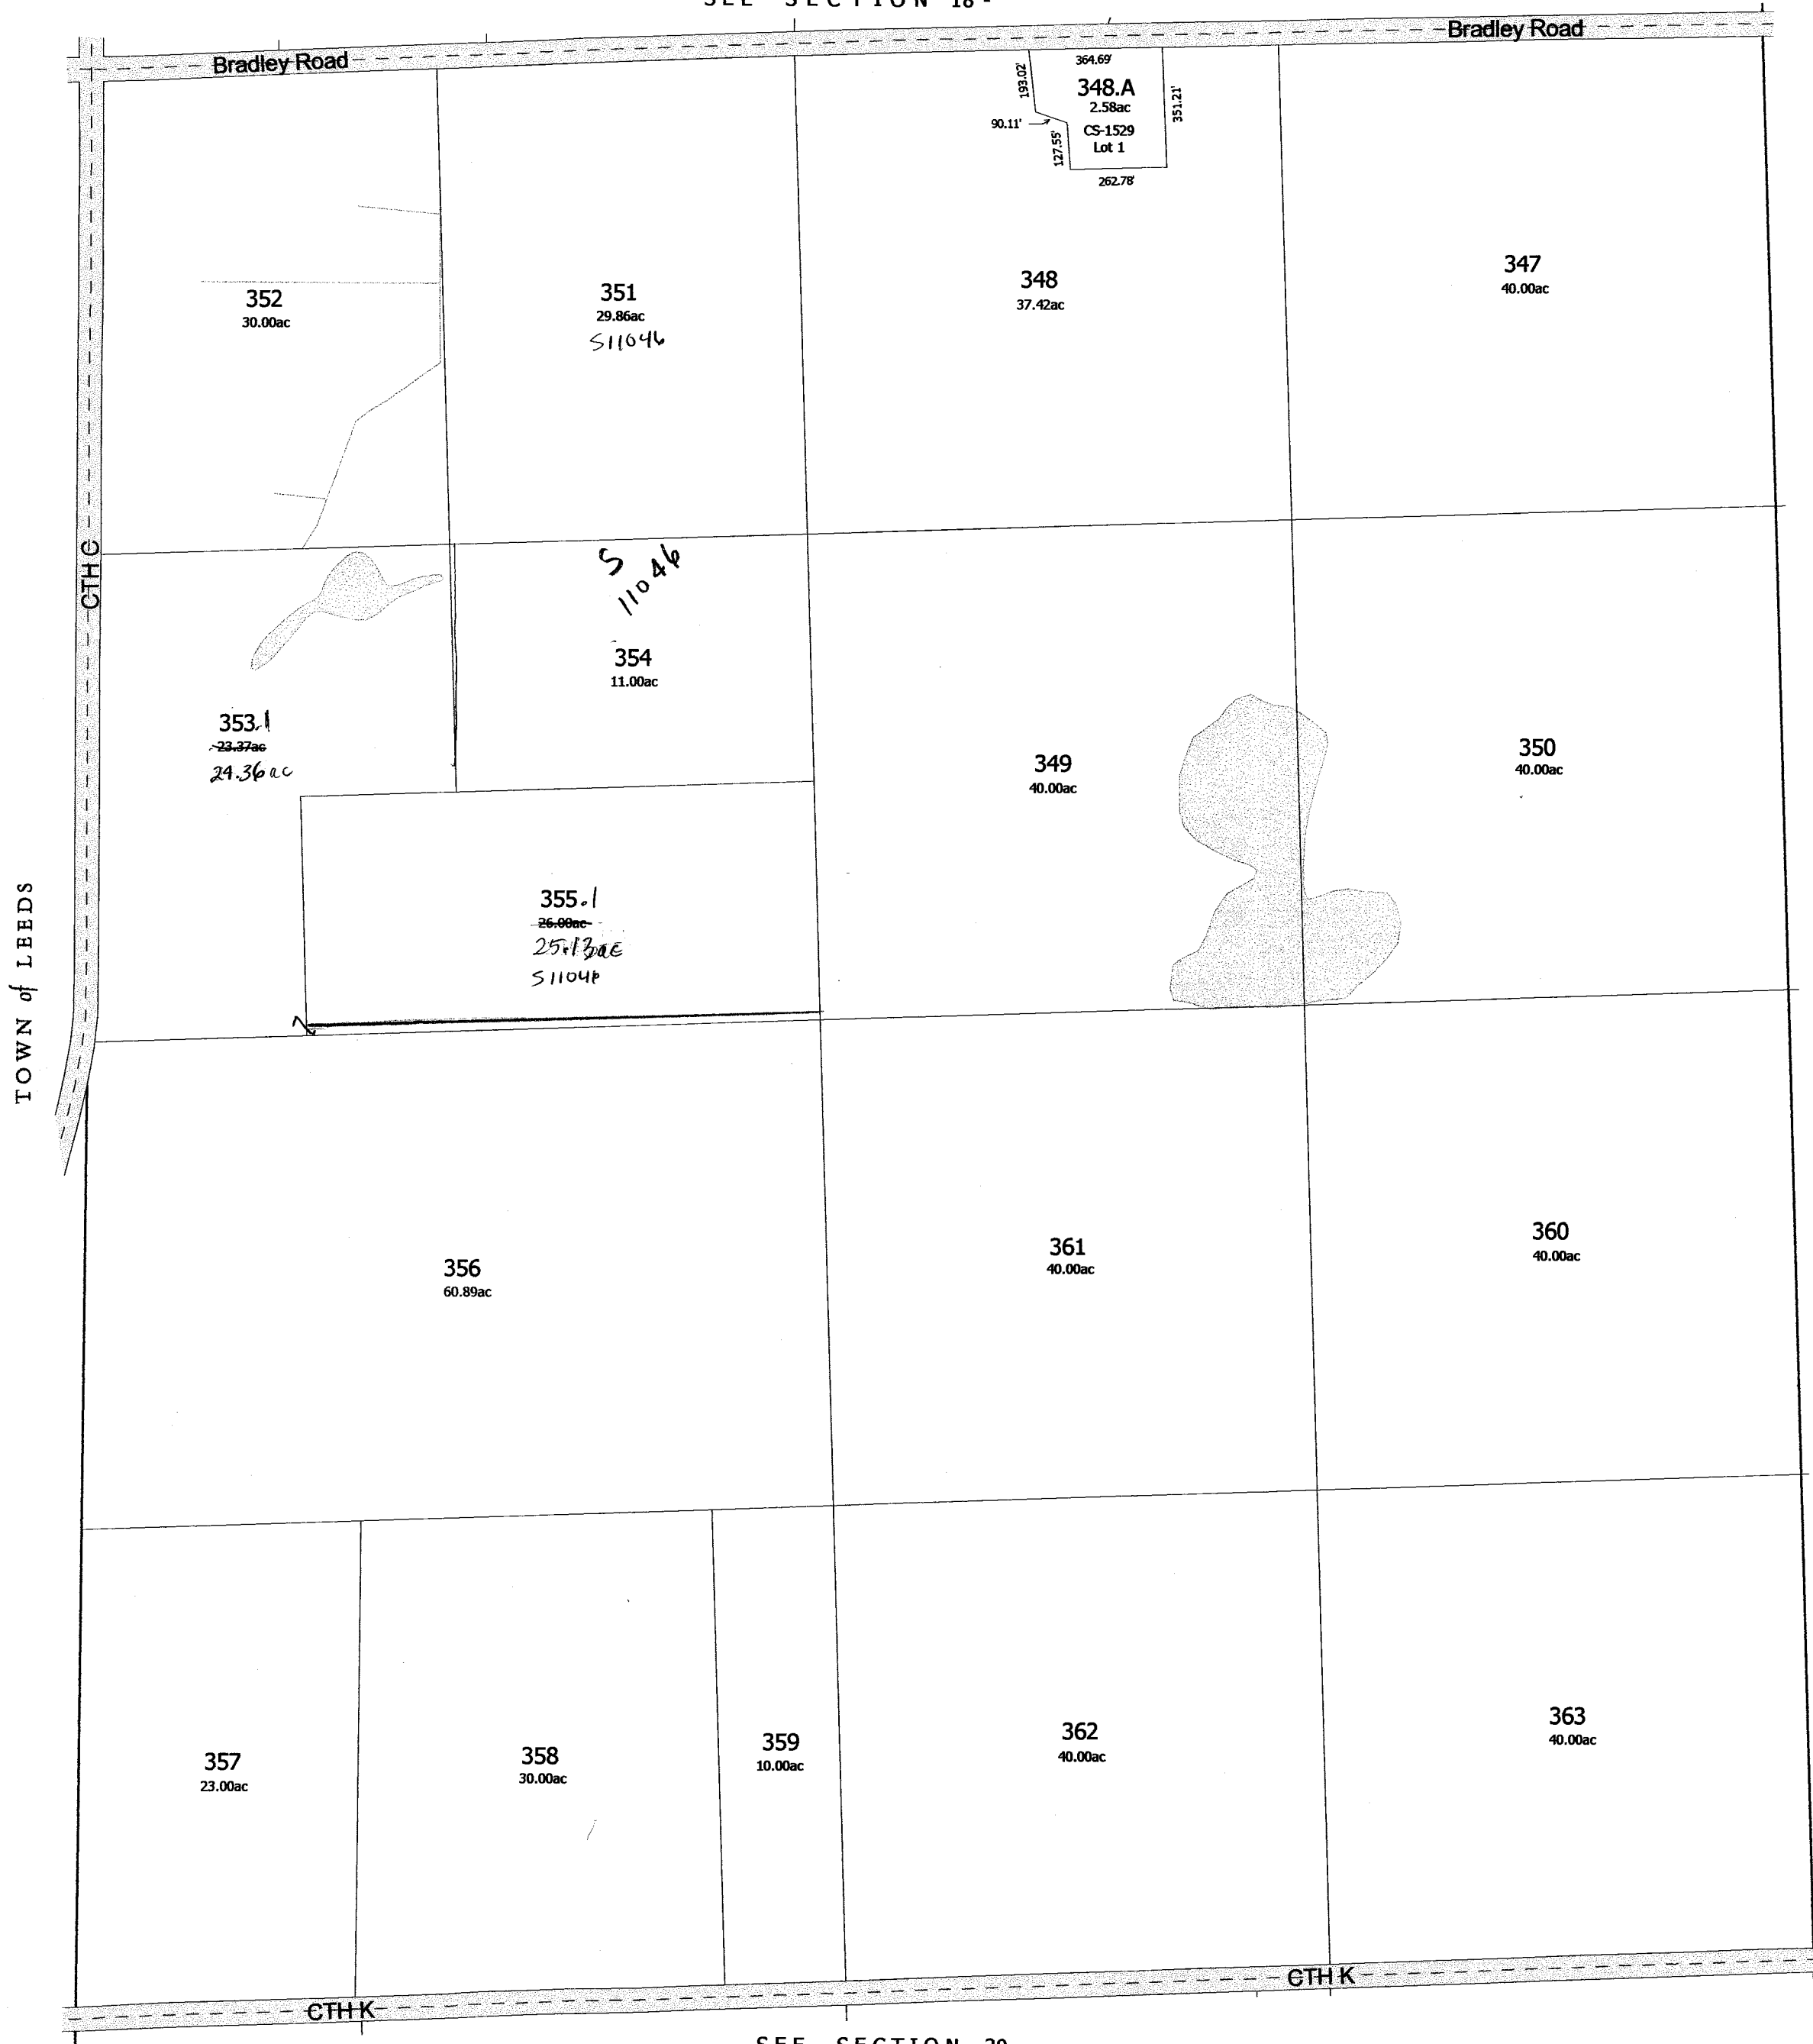 SEE SECTION 18 -
Bradley Road
Bradley Road
364.69'
193.02'
348.A
2.58ac
351.21'
90.11'
CS-1529
127.55'
Lot 1
262.78'
352
30.00ac
351
29.86ac
S11046
348
37.42ac
347
40.00ac
CTH C
S
11046
354
11.00ac
353.1
23.37ac
24.36ac
349
40.00ac
350
40.00ac
355.1
26.00ac
25.13ac
TOWN of LEEDS
356
60.89ac
361
40.00ac
360
40.00ac
357
23.00ac
358
30.00ac
359
10.00ac
362
40.00ac
363
40.00ac
CTH K
CTH K